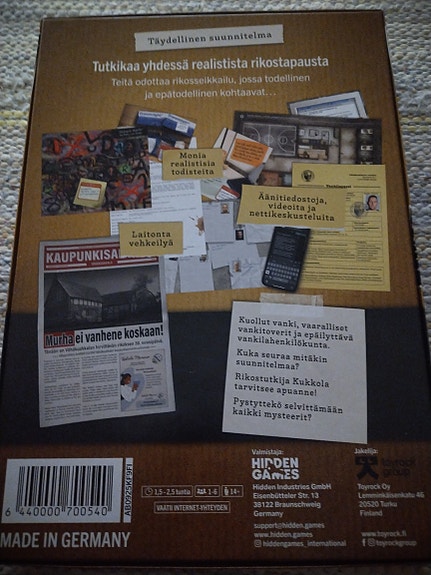 Täydellinen suunnitelma
Tutkikaa yhdessä realistista rikostapausta
Teitä odottaa rikosseikkailu, jossa todellinen
ja epätodellinen kohtaavat...
Monia
realistisia
todisteita
Äänitiedostoja,
videoita ja
nettikeskusteluita
Laitonta
vehkeilyä
KAUPUNKISA
Murha ei vanhene koskaan!
Kuollut vanki, vaaralliset
vankitoverit ja epäilyttävä
vankilahenkilökunta.
Kuka seuraa mitäkin
suunnitelmaa?
Rikostutkija Kukkola
tarvitsee apuanne!
Pystyttekö selvittämään
kaikki mysteerit?
6 440000 700540
AB0925KF9FI
MADE IN GERMANY
1,5 - 2,5 tuntia
1-6
14+
VAATII INTERNET-YHTEYDEN
Valmistaja:
HIDDEN
GAMES
Hidden Industries GmbH
Eisenbütteler Str. 13
38122 Braunschweig
Germany
support@hidden.games
www.hidden.games
hiddengames_international
Jakelija:
toyrock
group
Toyrock Oy
Lemminkäisenkatu 46
20520 Turku
Finland
www.toyrock.fi
toyrockgroup